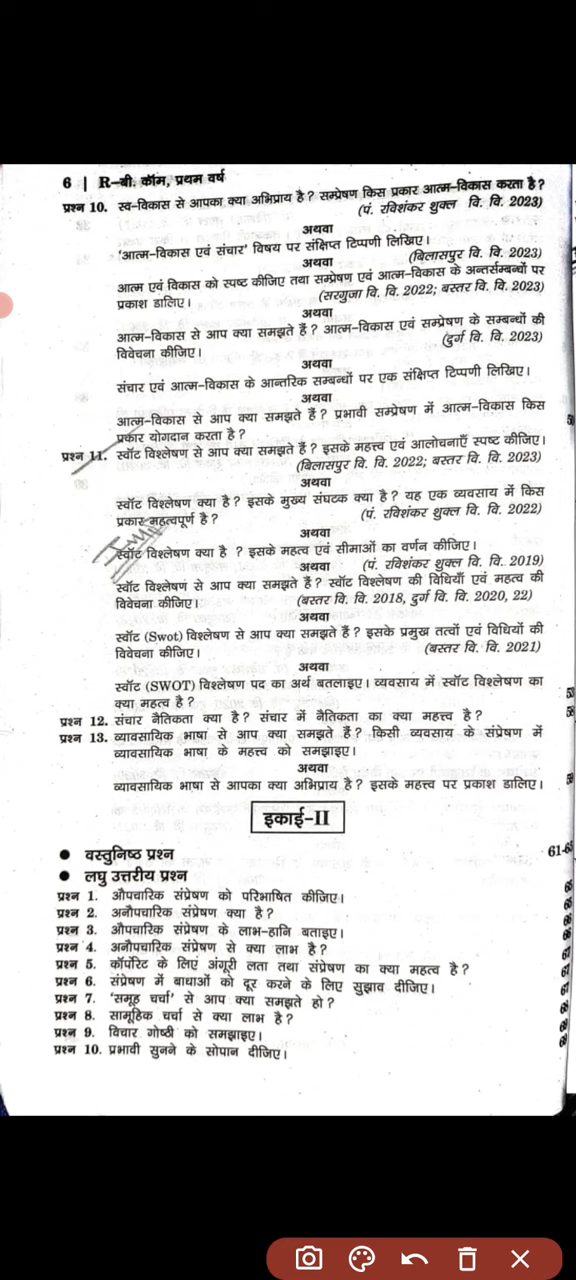 6 | R–बी. कॉम, प्रथम वर्ष
प्रश्न 10. स्व-विकास से आपका क्या अभिप्राय है? सम्प्रेषण किस प्रकार आत्म-विकास करता है?
(पं. रविशंकर शुक्ल वि. वि. 2023)
अथवा
'आत्म-विकास एवं संचार' विषय पर संक्षिप्त टिप्पणी लिखिए।
(बिलासपुर वि. वि. 2023)
अथवा
आत्म एवं विकास को स्पष्ट कीजिए तथा सम्प्रेषण एवं आत्म-विकास के अन्तर्सम्बन्धों पर
प्रकाश डालिए। (सरगुजा वि. वि. 2022; बस्तर वि. वि. 2023)
अथवा
आत्म-विकास से आप क्या समझते हैं? आत्म-विकास एवं सम्प्रेषण के सम्बन्धों की
विवेचना कीजिए। (दुर्ग वि. वि. 2023)
अथवा
संचार एवं आत्म-विकास के आन्तरिक सम्बन्धों पर एक संक्षिप्त टिप्पणी लिखिए।
अथवा
आत्म-विकास से आप क्या समझते हैं? प्रभावी सम्प्रेषण में आत्म-विकास किस
प्रकार योगदान करता है?
प्रश्न 11. स्वॉट विश्लेषण से आप क्या समझते हैं? इसके महत्त्व एवं आलोचनाएँ स्पष्ट कीजिए।
(बिलासपुर वि. वि. 2022; बस्तर वि. वि. 2023)
अथवा
स्वॉट विश्लेषण क्या है? इसके मुख्य संघटक क्या है? यह एक व्यवसाय में किस
प्रकार महत्वपूर्ण है? (पं. रविशंकर शुक्ल वि. वि. 2022)
अथवा
स्वॉट विश्लेषण क्या है ? इसके महत्व एवं सीमाओं का वर्णन कीजिए।
अथवा (पं. रविशंकर शुक्ल वि. वि. 2019)
स्वॉट विश्लेषण से आप क्या समझते हैं? स्वॉट विश्लेषण की विधियाँ एवं महत्व की
विवेचना कीजिए। (बस्तर वि. वि. 2018, दुर्ग वि. वि. 2020, 22)
अथवा
स्वॉट (Swot) विश्लेषण से आप क्या समझते हैं? इसके प्रमुख तत्वों एवं विधियों की
विवेचना कीजिए। (बस्तर वि. वि. 2021)
अथवा
स्वॉट (SWOT) विश्लेषण पद का अर्थ बतलाइए। व्यवसाय में स्वॉट विश्लेषण का
क्या महत्व है? 53
प्रश्न 12. संचार नैतिकता क्या है? संचार में नैतिकता का क्या महत्त्व है? 56
प्रश्न 13. व्यावसायिक भाषा से आप क्या समझते हैं? किसी व्यवसाय के संप्रेषण में
व्यावसायिक भाषा के महत्त्व को समझाइए।
अथवा
व्यावसायिक भाषा से आपका क्या अभिप्राय है? इसके महत्त्व पर प्रकाश डालिए।
इकाई-II
● वस्तुनिष्ठ प्रश्न 61-65
● लघु उत्तरीय प्रश्न
प्रश्न 1. औपचारिक संप्रेषण को परिभाषित कीजिए।
प्रश्न 2. अनौपचारिक संप्रेषण क्या है?
प्रश्न 3. औपचारिक संप्रेषण के लाभ-हानि बताइए। 66
प्रश्न 4. अनौपचारिक संप्रेषण से क्या लाभ है? 66
प्रश्न 5. कॉर्पोरेट के लिएं अंगूरी लता तथा संप्रेषण का क्या महत्व है? 67
प्रश्न 6. संप्रेषण में बाधाओं को दूर करने के लिए सुझाव दीजिए। 67
प्रश्न 7. 'समूह चर्चा' से आप क्या समझते हो? 67
प्रश्न 8. सामूहिक चर्चा से क्या लाभ है?
प्रश्न 9. विचार गोष्ठी को समझाइए।
प्रश्न 10. प्रभावी सुनने के सोपान दीजिए।